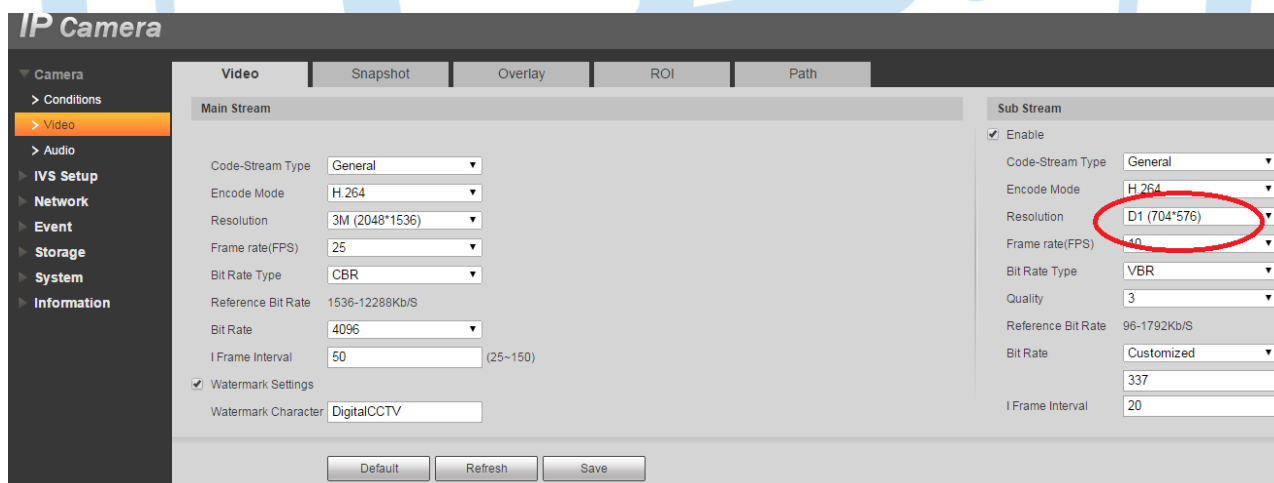 IP Camera
Camera
> Conditions
> Video
> Audio
IVS Setup
Network
Event
Storage
System
Information
Video Snapshot Overlay ROI Path
Main Stream
Code-Stream Type General
Encode Mode H.264
Resolution 3M (2048*1536)
Frame rate(FPS) 25
Bit Rate Type CBR
Reference Bit Rate 1536-12288Kb/S
Bit Rate 4096
I Frame Interval 50 (25~150)
Watermark Settings
Watermark Character DigitalCCTV
Default Refresh Save
Sub Stream
Enable
Code-Stream Type General
Encode Mode H.264
Resolution D1 (704*576)
Frame rate(FPS) 10
Bit Rate Type VBR
Quality 3
Reference Bit Rate 96-1792Kb/S
Bit Rate Customized
337
I Frame Interval 20